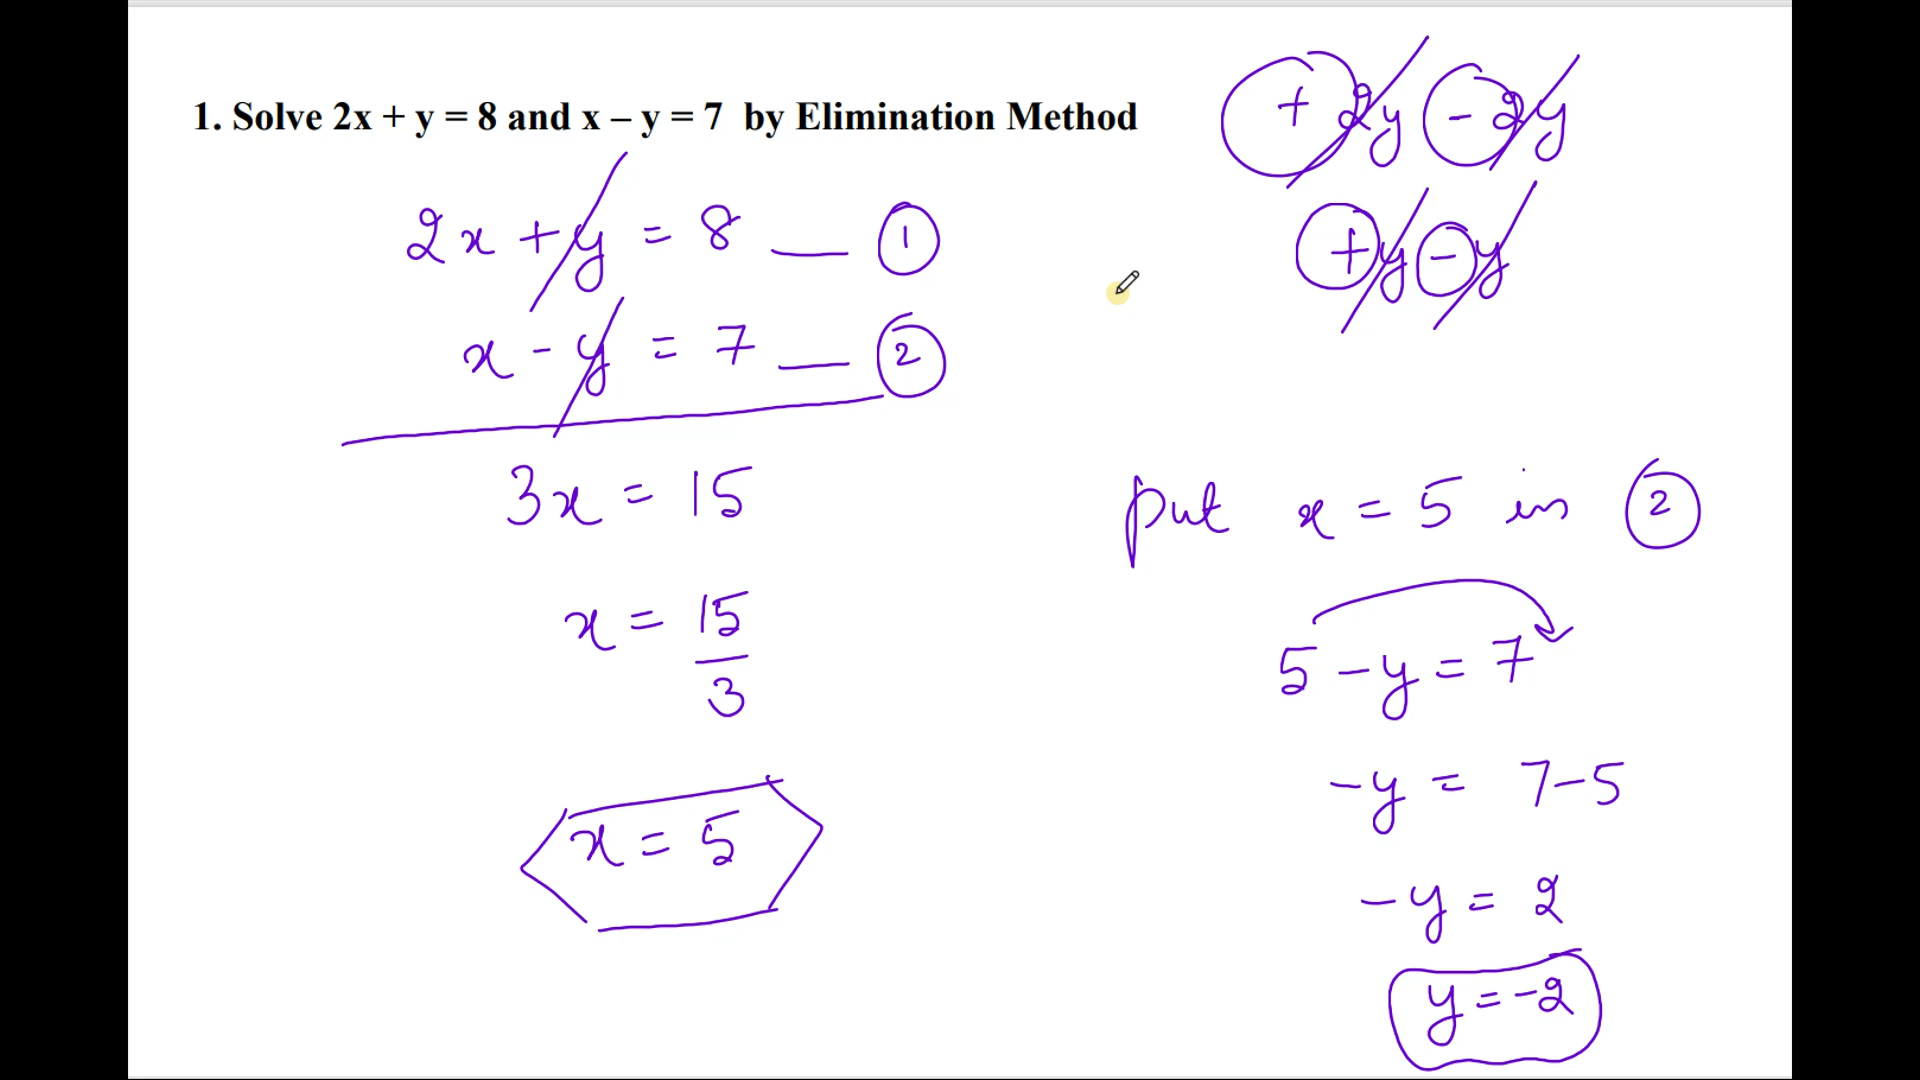 1. Solve 2x + y = 8 and x – y = 7 by Elimination Method
2x + y = 8 — ①
x - y = 7 — ②
3x = 15
x = 15/3
x = 5
+2y -2y
+y -y
put x = 5 in ②
5 - y = 7
-y = 7-5
-y = 2
y = -2